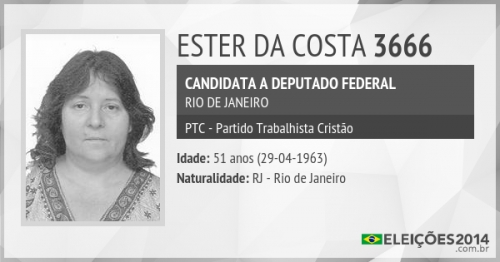 ESTER DA COSTA 3666
CANDIDATA A DEPUTADO FEDERAL
RIO DE JANEIRO
PTC - Partido Trabalhista Cristão
Idade: 51 anos (29-04-1963)
Naturalidade: RJ - Rio de Janeiro
ELEIÇÕES2014
.com.br